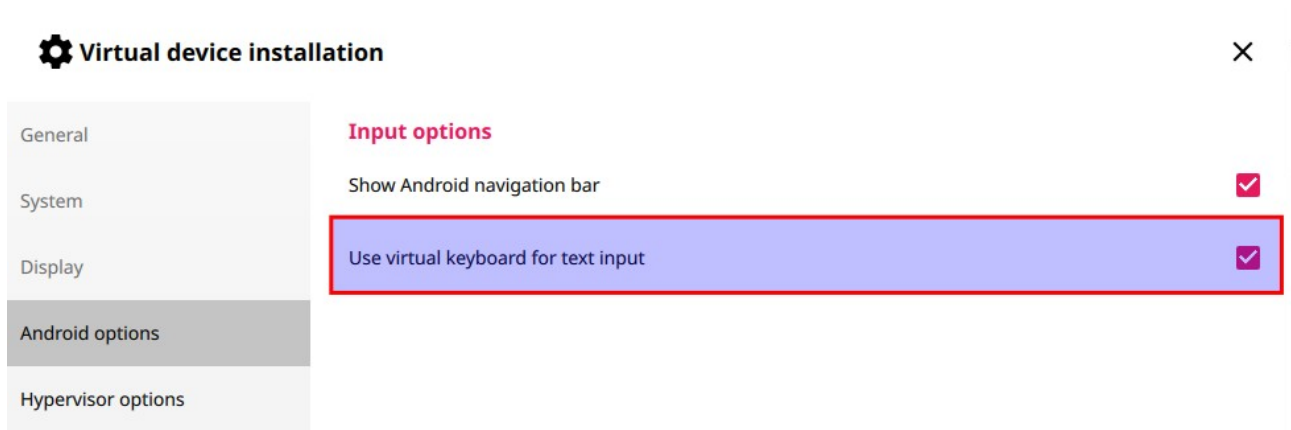 Virtual device installation
General
System
Display
Android options
Hypervisor options
Input options
Show Android navigation bar
Use virtual keyboard for text input